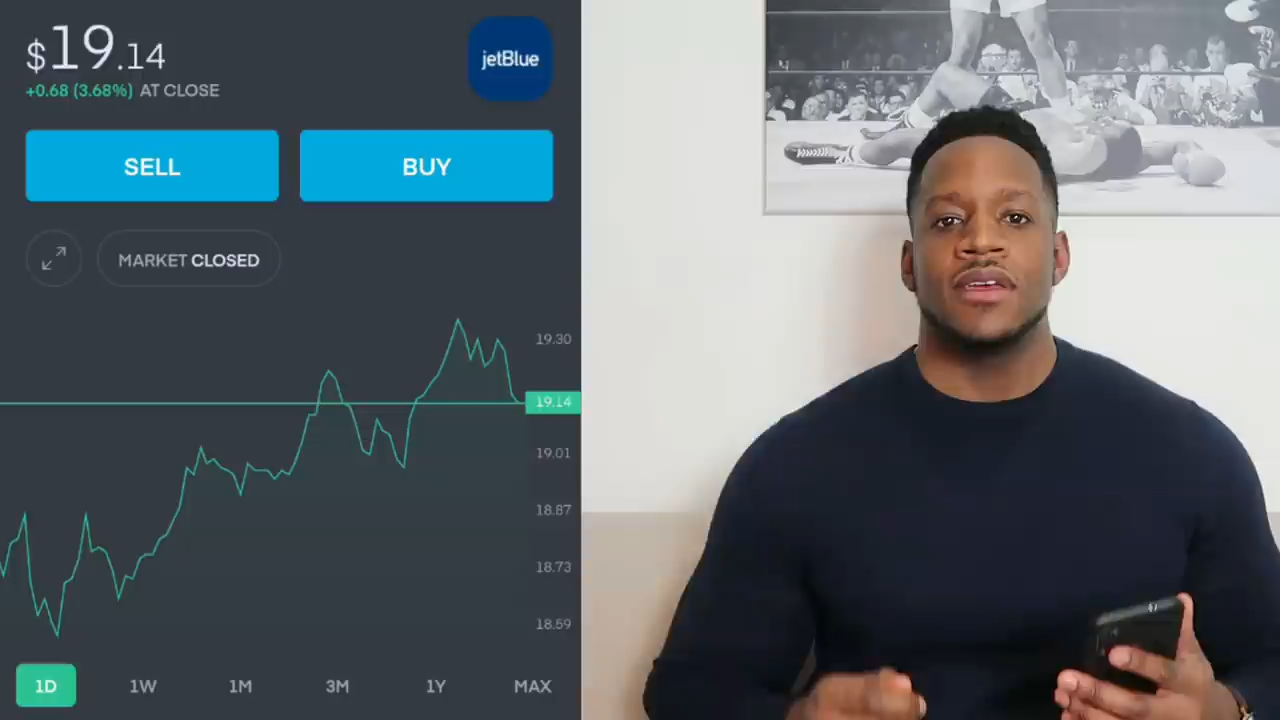 $19.14
+0.68 (3.68%) AT CLOSE
jetBlue
SELL
BUY
MARKET CLOSED
19.30
19.14
19.01
18.87
18.73
18.59
1D 1W 1M 3M 1Y MAX